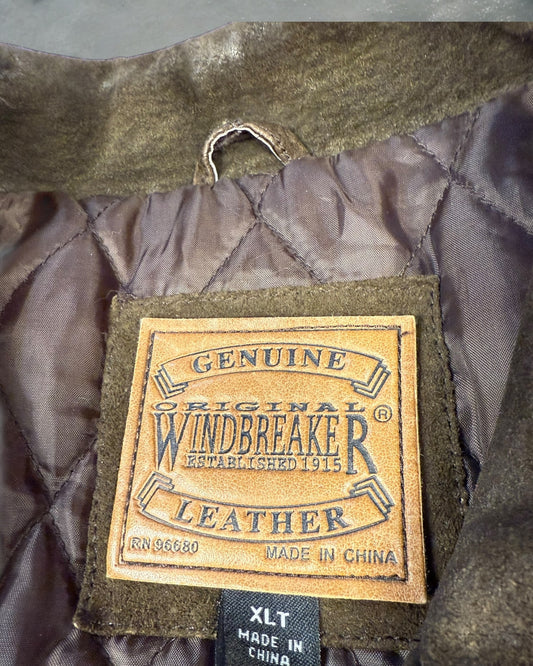 GENUINE
ORIGINAL
WINDBREAKER®
ESTABLISHED 1915
LEATHER
RN 96680 MADE IN CHINA
XLT
MADE IN
CHINA